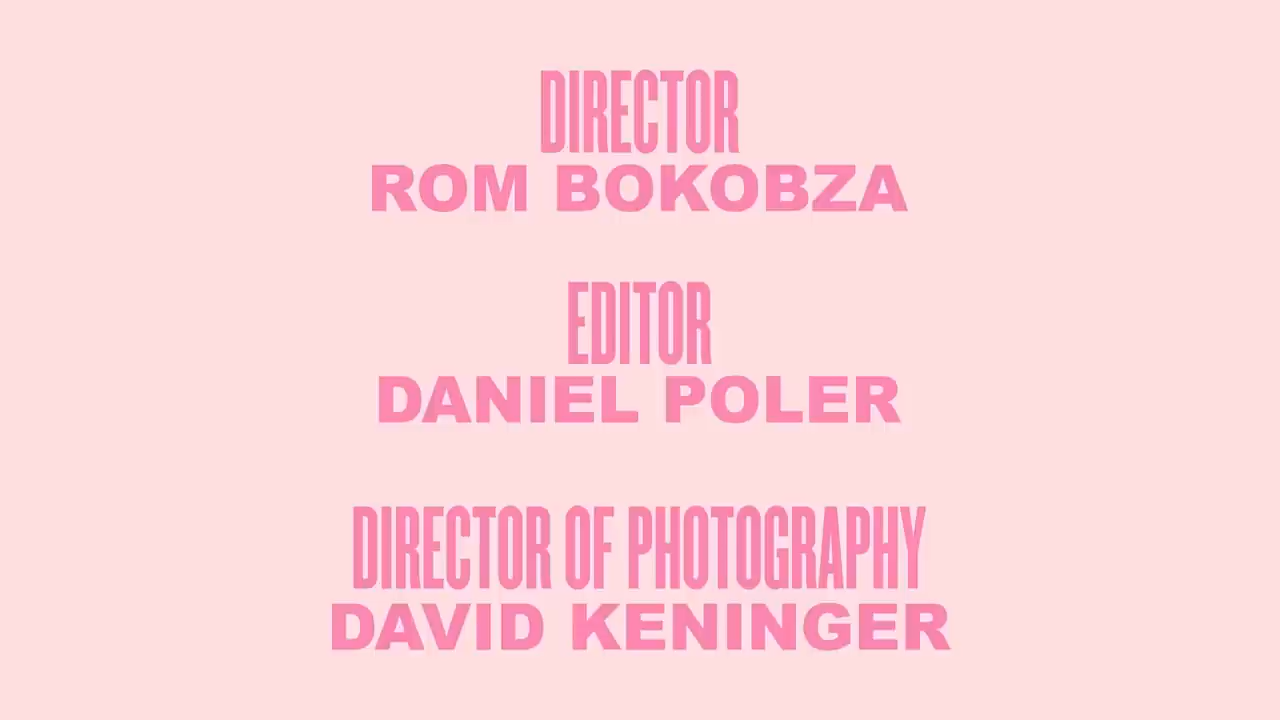 DIRECTOR
ROM BOKOBZA
EDITOR
DANIEL POLER
DIRECTOR OF PHOTOGRAPHY
DAVID KENINGER